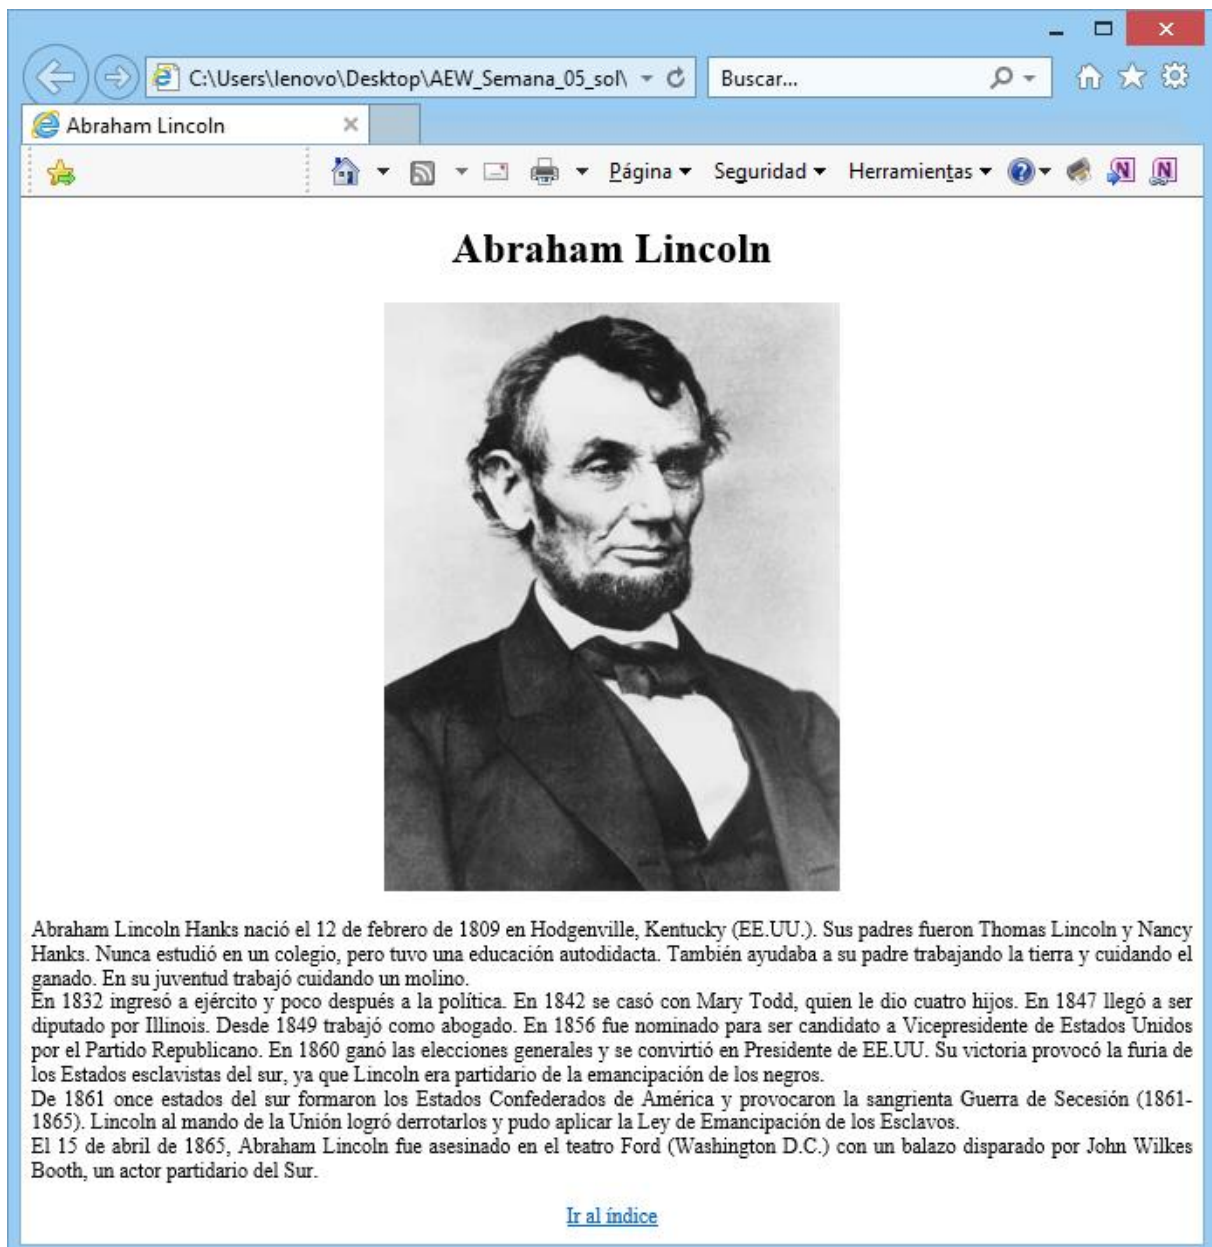 C:\Users\lenovo\Desktop\AEW_Semana_05_sol\
Buscar...
Abraham Lincoln
Página
Seguridad
Herramientas
Abraham Lincoln
Abraham Lincoln Hanks nació el 12 de febrero de 1809 en Hodgenville, Kentucky (EE.UU.). Sus padres fueron Thomas Lincoln y Nancy
Hanks. Nunca estudió en un colegio, pero tuvo una educación autodidacta. También ayudaba a su padre trabajando la tierra y cuidando el
ganado. En su juventud trabajó cuidando un molino.
En 1832 ingresó a ejército y poco después a la política. En 1842 se casó con Mary Todd, quien le dio cuatro hijos. En 1847 llegó a ser
diputado por Illinois. Desde 1849 trabajó como abogado. En 1856 fue nominado para ser candidato a Vicepresidente de Estados Unidos
por el Partido Republicano. En 1860 ganó las elecciones generales y se convirtió en Presidente de EE.UU. Su victoria provocó la furia de
los Estados esclavistas del sur, ya que Lincoln era partidario de la emancipación de los negros.
De 1861 once estados del sur formaron los Estados Confederados de América y provocaron la sangrienta Guerra de Secesión (1861-
1865). Lincoln al mando de la Unión logró derrotarlos y pudo aplicar la Ley de Emancipación de los Esclavos.
El 15 de abril de 1865, Abraham Lincoln fue asesinado en el teatro Ford (Washington D.C.) con un balazo disparado por John Wilkes
Booth, un actor partidario del Sur.
Ir al índice